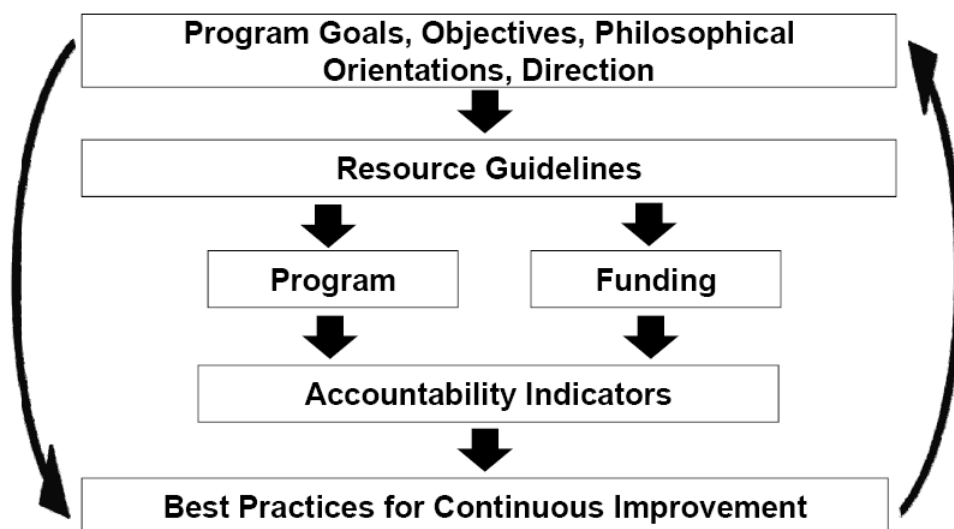 Program Goals, Objectives, Philosophical
Orientations, Direction
Resource Guidelines
Program
Funding
Accountability Indicators
Best Practices for Continuous Improvement